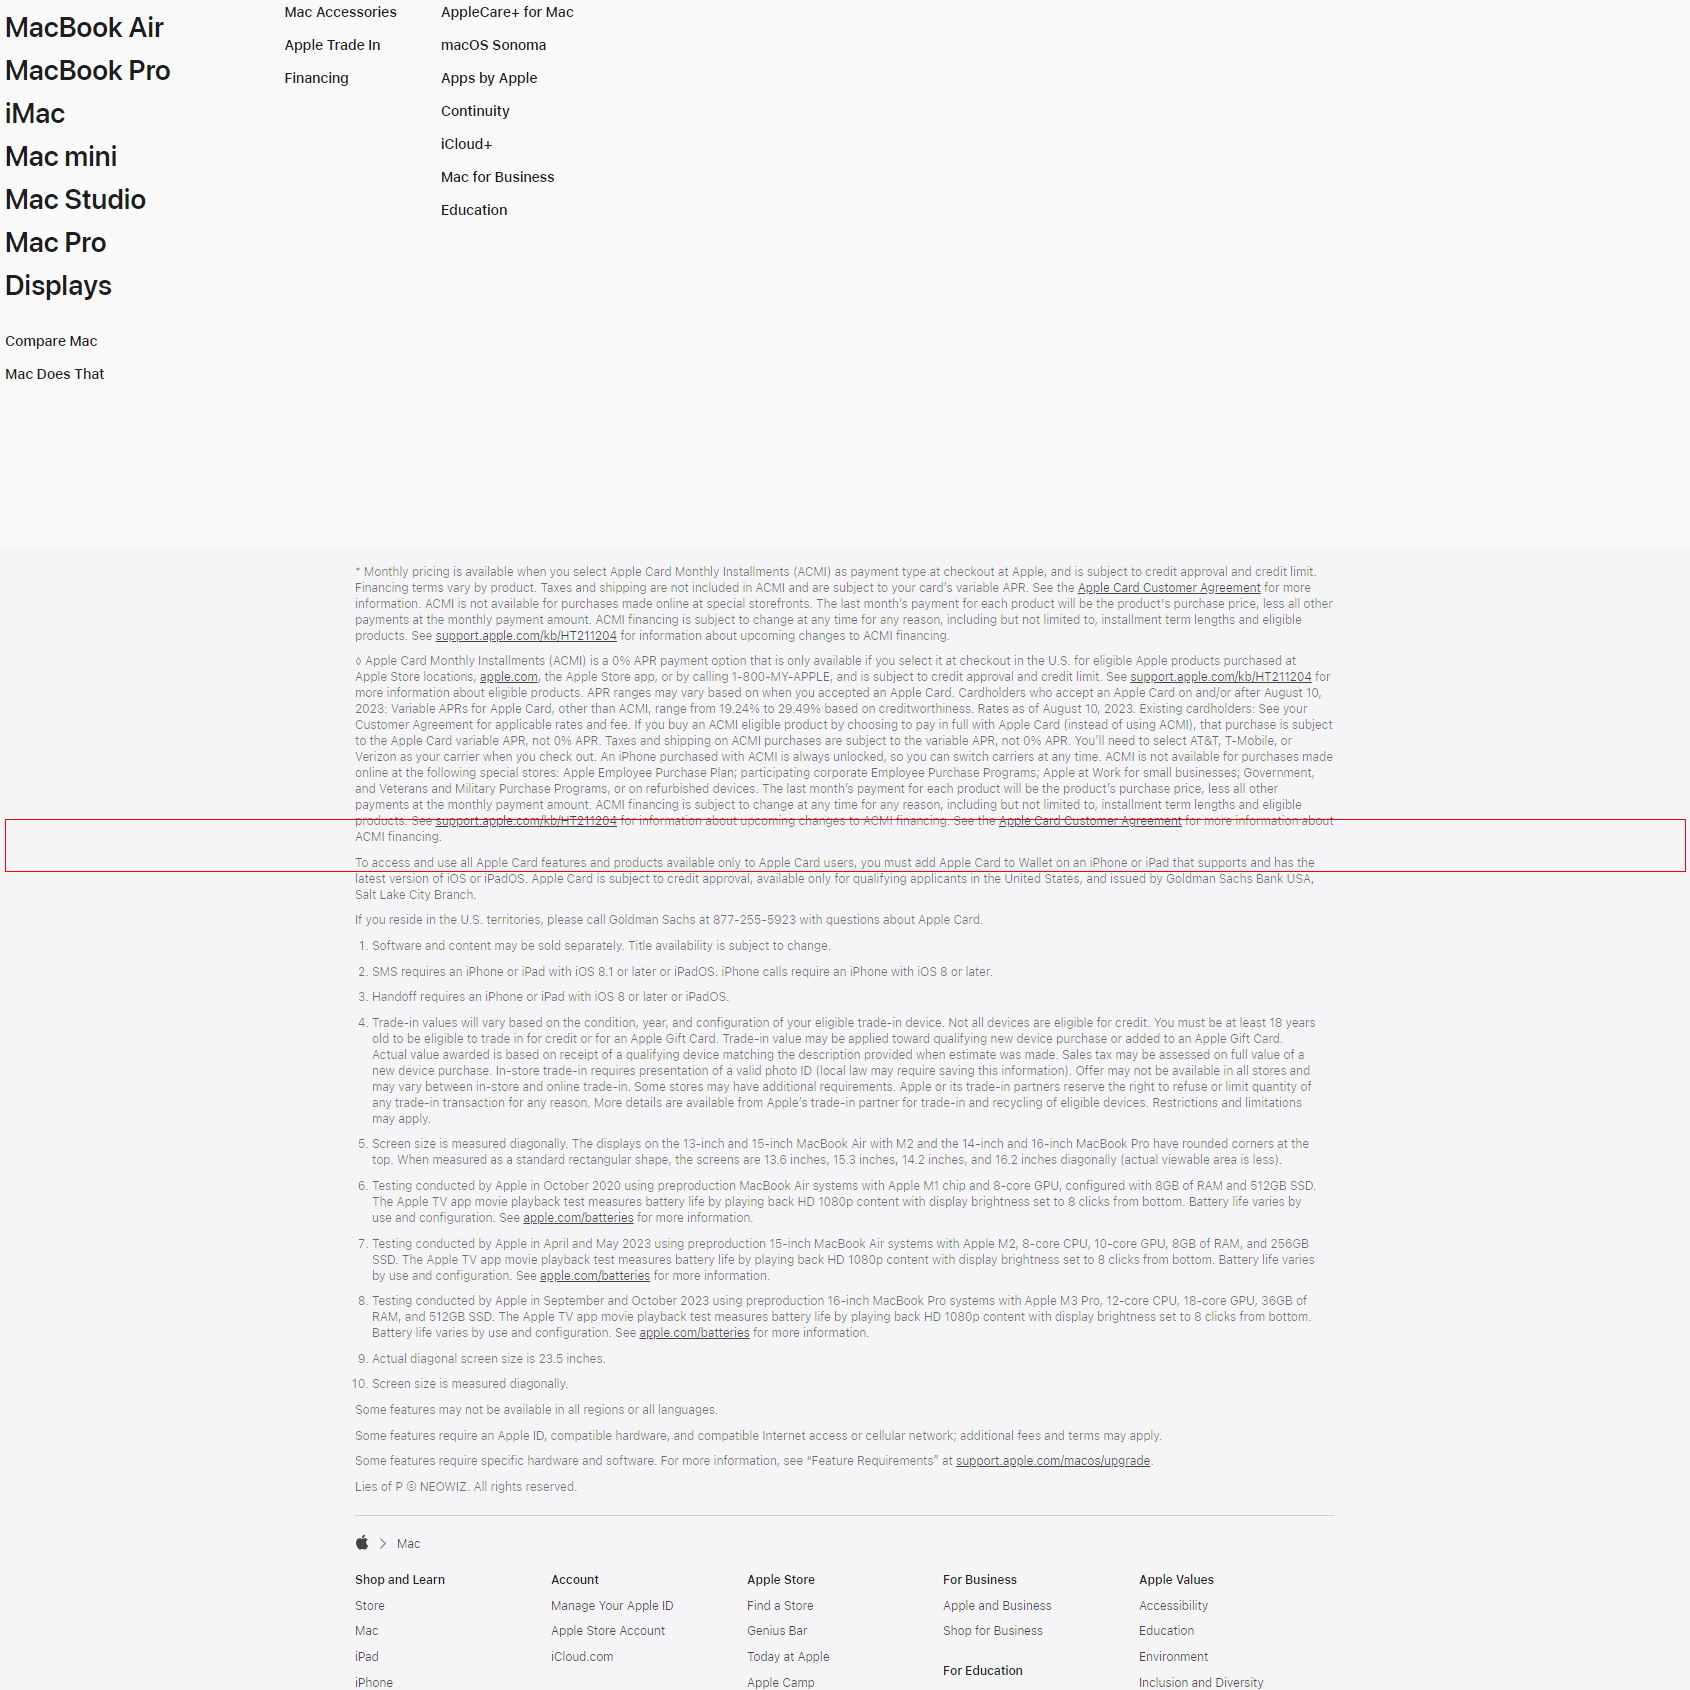 MacBook Air
MacBook Pro
iMac
Mac mini
Mac Studio
Mac Pro
Displays
Compare Mac
Mac Does That
Mac Accessories
Apple Trade In
Financing
AppleCare+ for Mac
macOS Sonoma
Apps by Apple
Continuity
iCloud+
Mac for Business
Education
* Monthly pricing is available when you select Apple Card Monthly Installments (ACMI) as payment type at checkout at Apple, and is subject to credit approval and credit limit.
Financing terms vary by product. Taxes and shipping are not included in ACMI and are subject to your card’s variable APR. See the Apple Card Customer Agreement for more
information. ACMI is not available for purchases made online at special storefronts. The last month’s payment for each product will be the product's purchase price, less all other
payments at the monthly payment amount. ACMI financing is subject to change at any time for any reason, including but not limited to, installment term lengths and eligible
products. See support.apple.com/kb/HT211204 for information about upcoming changes to ACMI financing.
◊ Apple Card Monthly Installments (ACMI) is a 0% APR payment option that is only available if you select it at checkout in the U.S. for eligible Apple products purchased at
Apple Store locations, apple.com, the Apple Store app, or by calling 1-800-MY-APPLE, and is subject to credit approval and credit limit. See support.apple.com/kb/HT211204 for
more information about eligible products. APR ranges may vary based on when you accepted an Apple Card. Cardholders who accept an Apple Card on and/or after August 10,
2023: Variable APRs for Apple Card, other than ACMI, range from 19.24% to 29.49% based on creditworthiness. Rates as of August 10, 2023. Existing cardholders: See your
Customer Agreement for applicable rates and fee. If you buy an ACMI eligible product by choosing to pay in full with Apple Card (instead of using ACMI), that purchase is subject
to the Apple Card variable APR, not 0% APR. Taxes and shipping on ACMI purchases are subject to the variable APR, not 0% APR. You’ll need to select AT&T, T-Mobile, or
Verizon as your carrier when you check out. An iPhone purchased with ACMI is always unlocked, so you can switch carriers at any time. ACMI is not available for purchases made
online at the following special stores: Apple Employee Purchase Plan; participating corporate Employee Purchase Programs; Apple at Work for small businesses; Government,
and Veterans and Military Purchase Programs, or on refurbished devices. The last month’s payment for each product will be the product’s purchase price, less all other
payments at the monthly payment amount. ACMI financing is subject to change at any time for any reason, including but not limited to, installment term lengths and eligible
products. See support.apple.com/kb/HT211204 for information about upcoming changes to ACMI financing. See the Apple Card Customer Agreement for more information about
ACMI financing.
To access and use all Apple Card features and products available only to Apple Card users, you must add Apple Card to Wallet on an iPhone or iPad that supports and has the
latest version of iOS or iPadOS. Apple Card is subject to credit approval, available only for qualifying applicants in the United States, and issued by Goldman Sachs Bank USA,
Salt Lake City Branch.
If you reside in the U.S. territories, please call Goldman Sachs at 877-255-5923 with questions about Apple Card.
1. Software and content may be sold separately. Title availability is subject to change.
2. SMS requires an iPhone or iPad with iOS 8.1 or later or iPadOS. iPhone calls require an iPhone with iOS 8 or later.
3. Handoff requires an iPhone or iPad with iOS 8 or later or iPadOS.
4. Trade-in values will vary based on the condition, year, and configuration of your eligible trade-in device. Not all devices are eligible for credit. You must be at least 18 years
old to be eligible to trade in for credit or for an Apple Gift Card. Trade-in value may be applied toward qualifying new device purchase or added to an Apple Gift Card.
Actual value awarded is based on receipt of a qualifying device matching the description provided when estimate was made. Sales tax may be assessed on full value of a
new device purchase. In-store trade-in requires presentation of a valid photo ID (local law may require saving this information). Offer may not be available in all stores and
may vary between in-store and online trade-in. Some stores may have additional requirements. Apple or its trade-in partners reserve the right to refuse or limit quantity of
any trade-in transaction for any reason. More details are available from Apple’s trade-in partner for trade-in and recycling of eligible devices. Restrictions and limitations
may apply.
5. Screen size is measured diagonally. The displays on the 13-inch and 15-inch MacBook Air with M2 and the 14-inch and 16-inch MacBook Pro have rounded corners at the
top. When measured as a standard rectangular shape, the screens are 13.6 inches, 15.3 inches, 14.2 inches, and 16.2 inches diagonally (actual viewable area is less).
6. Testing conducted by Apple in October 2020 using preproduction MacBook Air systems with Apple M1 chip and 8-core GPU, configured with 8GB of RAM and 512GB SSD.
The Apple TV app movie playback test measures battery life by playing back HD 1080p content with display brightness set to 8 clicks from bottom. Battery life varies by
use and configuration. See apple.com/batteries for more information.
7. Testing conducted by Apple in April and May 2023 using preproduction 15-inch MacBook Air systems with Apple M2, 8-core CPU, 10-core GPU, 8GB of RAM, and 256GB
SSD. The Apple TV app movie playback test measures battery life by playing back HD 1080p content with display brightness set to 8 clicks from bottom. Battery life varies
by use and configuration. See apple.com/batteries for more information.
8. Testing conducted by Apple in September and October 2023 using preproduction 16-inch MacBook Pro systems with Apple M3 Pro, 12-core CPU, 18-core GPU, 36GB of
RAM, and 512GB SSD. The Apple TV app movie playback test measures battery life by playing back HD 1080p content with display brightness set to 8 clicks from bottom.
Battery life varies by use and configuration. See apple.com/batteries for more information.
9. Actual diagonal screen size is 23.5 inches.
10. Screen size is measured diagonally.
Some features may not be available in all regions or all languages.
Some features require an Apple ID, compatible hardware, and compatible Internet access or cellular network; additional fees and terms may apply.
Some features require specific hardware and software. For more information, see “Feature Requirements” at support.apple.com/macos/upgrade.
Lies of P © NEOWIZ. All rights reserved.
Mac
Shop and Learn
Store
Mac
iPad
iPhone
Account
Manage Your Apple ID
Apple Store Account
iCloud.com
Apple Store
Find a Store
Genius Bar
Today at Apple
Apple Camp
For Business
Apple and Business
Shop for Business
For Education
Apple Values
Accessibility
Education
Environment
Inclusion and Diversity